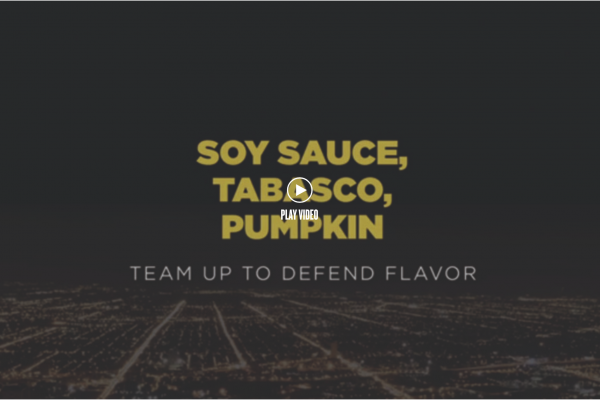 SOY SAUCE,
TABASCO,
PLAY VIDEO
PUMPKIN
TEAM UP TO DEFEND FLAVOR